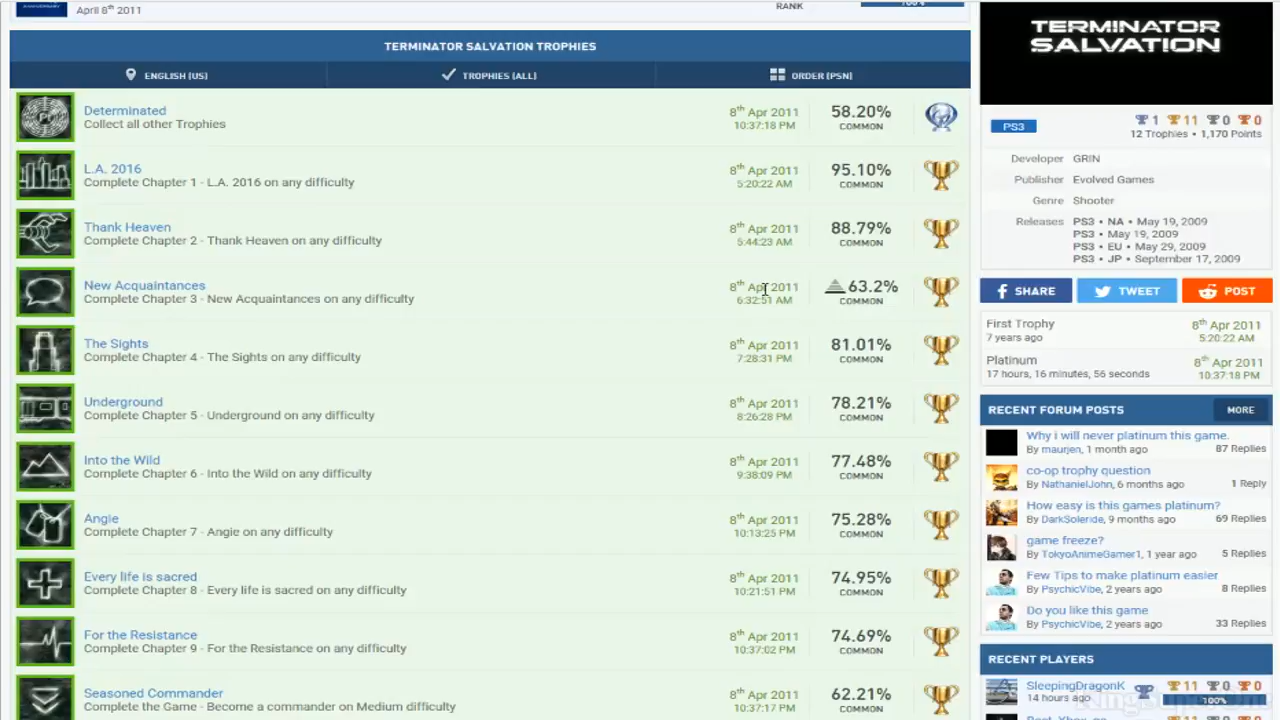 April 8th 2011
RANK
100%
TERMINATOR SALVATION TROPHIES
ENGLISH (US)
TROPHIES (ALL)
ORDER (PSN)
Determinated
Collect all other Trophies
8th Apr 2011
10:37:18 PM
58.20%
COMMON
L.A. 2016
Complete Chapter 1 - L.A. 2016 on any difficulty
8th Apr 2011
5:20:22 AM
95.10%
COMMON
Thank Heaven
Complete Chapter 2 - Thank Heaven on any difficulty
8th Apr 2011
5:44:23 AM
88.79%
COMMON
New Acquaintances
Complete Chapter 3 - New Acquaintances on any difficulty
8th Apr 2011
6:32:51 AM
63.2%
COMMON
The Sights
Complete Chapter 4 - The Sights on any difficulty
8th Apr 2011
7:28:31 PM
81.01%
COMMON
Underground
Complete Chapter 5 - Underground on any difficulty
8th Apr 2011
8:26:28 PM
78.21%
COMMON
Into the Wild
Complete Chapter 6 - Into the Wild on any difficulty
8th Apr 2011
9:38:09 PM
77.48%
COMMON
Angie
Complete Chapter 7 - Angie on any difficulty
8th Apr 2011
10:13:25 PM
75.28%
COMMON
Every life is sacred
Complete Chapter 8 - Every life is sacred on any difficulty
8th Apr 2011
10:21:51 PM
74.95%
COMMON
For the Resistance
Complete Chapter 9 - For the Resistance on any difficulty
8th Apr 2011
10:37:02 PM
74.69%
COMMON
Seasoned Commander
Complete the Game - Become a commander on Medium difficulty
8th Apr 2011
10:37:17 PM
62.21%
COMMON
TERMINATOR
SALVATION
PS3
1 11 0 0
12 Trophies • 1,170 Points
Developer GRIN
Publisher Evolved Games
Genre Shooter
Releases PS3 • NA • May 19, 2009
PS3 • May 19, 2009
PS3 • EU • May 29, 2009
PS3 • JP • September 17, 2009
SHARE
TWEET
POST
First Trophy
7 years ago
8th Apr 2011
5:20:22 AM
Platinum
17 hours, 16 minutes, 56 seconds
8th Apr 2011
10:37:18 PM
RECENT FORUM POSTS
MORE
Why i will never platinum this game.
By maurjen, 1 month ago 87 Replies
co-op trophy question
By NathanielJohn, 6 months ago 1 Reply
How easy is this games platinum?
By DarkSoleride, 9 months ago 69 Replies
game freeze?
By TokyoAnimeGamer1, 1 year ago 5 Replies
Few Tips to make platinum easier
By PsychicVibe, 2 years ago 8 Replies
Do you like this game
By PsychicVibe, 2 years ago 33 Replies
RECENT PLAYERS
SleepingDragonK
14 hours ago
11 0 0
100%